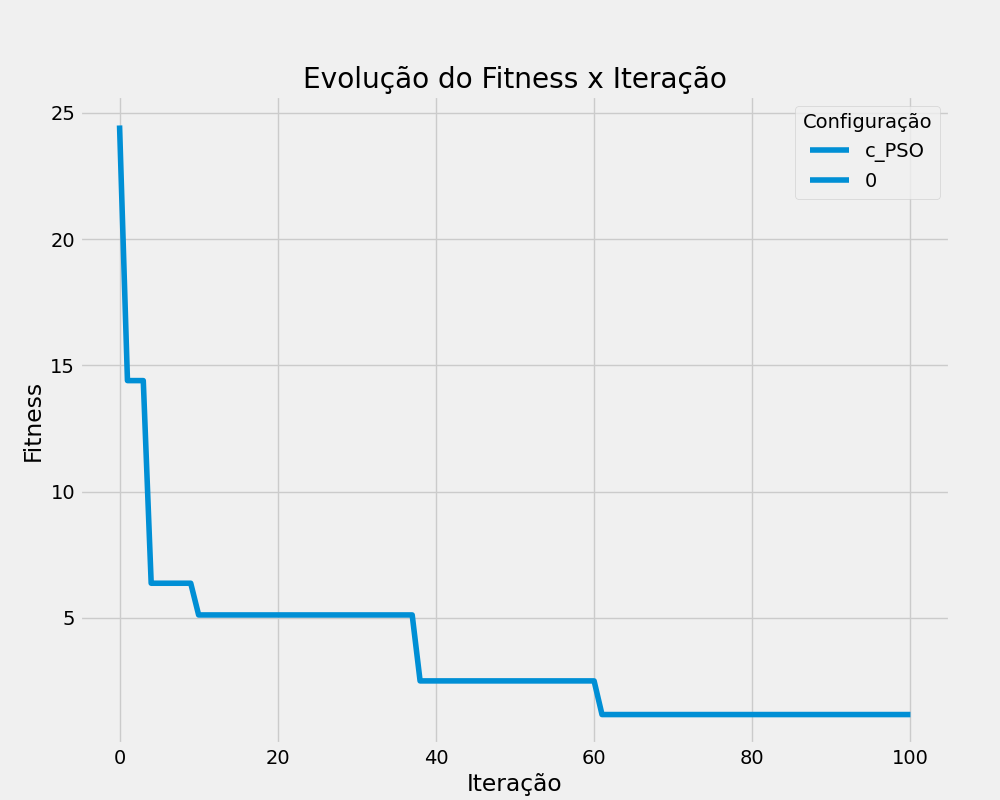 Evolução do Fitness x Iteração
Configuração
c_PSO
0
25
20
15
10
5
Fitness
0 20 40 60 80 100
Iteração